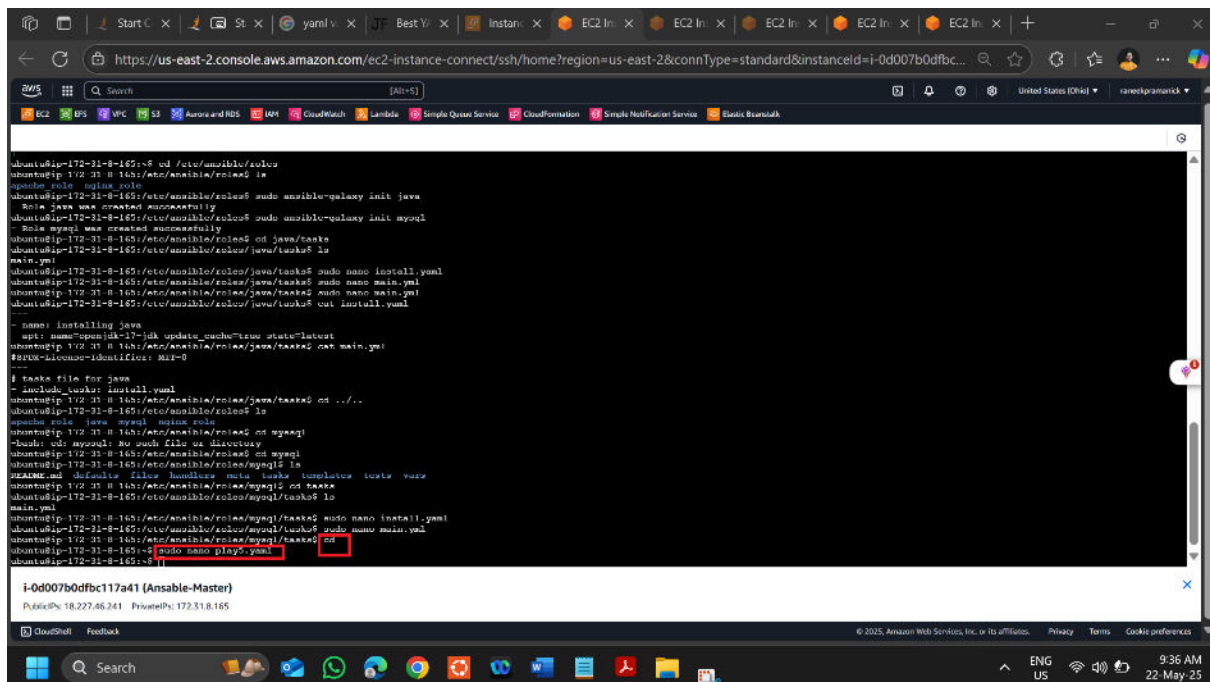 Start C
St
yaml v
Best Y
Instanc
EC2 In
EC2 In
EC2 In
EC2 In
EC2 In
https://us-east-2.console.aws.amazon.com/ec2-instance-connect/ssh/home?region=us-east-2&connType=standard&instanceId=i-0d007b0dfbc...
aws
Search
[Alt+S]
United States (Ohio)
raneekpramanick
EC2
EFS
VPC
S3
Aurora and RDS
IAM
CloudWatch
Lambda
Simple Queue Service
CloudFormation
Simple Notification Service
Elastic Beanstalk
ubuntu@ip-172-31-8-165:~$ cd /etc/ansible/roles
ubuntu@ip-172-31-8-165:/etc/ansible/roles$ ls
apache_role nginx_role
ubuntu@ip-172-31-8-165:/etc/ansible/roles$ sudo ansible-galaxy init java
- Role java was created successfully
ubuntu@ip-172-31-8-165:/etc/ansible/roles$ sudo ansible-galaxy init mysql
- Role mysql was created successfully
ubuntu@ip-172-31-8-165:/etc/ansible/roles$ cd java/tasks
ubuntu@ip-172-31-8-165:/etc/ansible/roles/java/tasks$ ls
main.yml
ubuntu@ip-172-31-8-165:/etc/ansible/roles/java/tasks$ sudo nano install.yaml
ubuntu@ip-172-31-8-165:/etc/ansible/roles/java/tasks$ sudo nano main.yml
ubuntu@ip-172-31-8-165:/etc/ansible/roles/java/tasks$ sudo nano main.yml
ubuntu@ip-172-31-8-165:/etc/ansible/roles/java/tasks$ cat install.yaml
---
- name: installing java
apt: name=openjdk-17-jdk update_cache=true state=latest
ubuntu@ip-172-31-8-165:/etc/ansible/roles/java/tasks$ cat main.yml
#SPDX-License-Identifier: MIT-0
---
# tasks file for java
- include_tasks: install.yaml
ubuntu@ip-172-31-8-165:/etc/ansible/roles/java/tasks$ cd ../..
ubuntu@ip-172-31-8-165:/etc/ansible/roles$ ls
apache_role java mysql nginx_role
ubuntu@ip-172-31-8-165:/etc/ansible/roles$ cd myssql
-bash: cd: myssql: No such file or directory
ubuntu@ip-172-31-8-165:/etc/ansible/roles$ cd mysql
ubuntu@ip-172-31-8-165:/etc/ansible/roles/mysql$ ls
README.md defaults files handlers meta tasks templates tests vars
ubuntu@ip-172-31-8-165:/etc/ansible/roles/mysql$ cd tasks
ubuntu@ip-172-31-8-165:/etc/ansible/roles/mysql/tasks$ ls
main.yml
ubuntu@ip-172-31-8-165:/etc/ansible/roles/mysql/tasks$ sudo nano install.yaml
ubuntu@ip-172-31-8-165:/etc/ansible/roles/mysql/tasks$ sudo nano main.yml
ubuntu@ip-172-31-8-165:/etc/ansible/roles/mysql/tasks$ cd
ubuntu@ip-172-31-8-165:~$ sudo nano play5.yaml
ubuntu@ip-172-31-8-165:~$
i-0d007b0dfbc117a41 (Ansable-Master)
PublicIPs: 18.227.46.241 PrivateIPs: 172.31.8.165
CloudShell
Feedback
© 2025, Amazon Web Services, Inc. or its affiliates.
Privacy
Terms
Cookie preferences
Search
ENG
US
9:36 AM
22-May-25